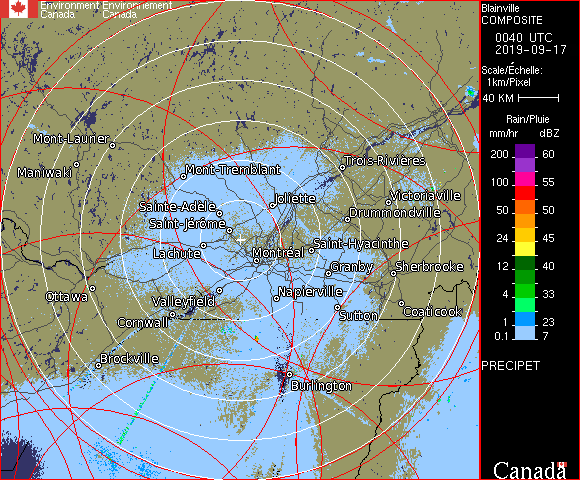 Environment Environnement
Canada Canada
Blainville
COMPOSITE
0040 UTC
2019-09-17
Scale/Échelle:
1km/Pixel
40 KM
Rain/Pluie
mm/hr dBZ
200 60
100 55
50 50
24 45
12 40
4 33
1 23
0.1 7
PRECIPET
Canada
Mont-Laurier
Maniwaki
Mont-Tremblant
Trois-Rivières
Joliette
Victoriaville
Sainte-Adèle
Drummondville
Saint-Jérôme
Lachute
Montréal
Saint-Hyacinthe
Granby
Sherbrooke
Ottawa
Valleyfield
Napierville
Cornwall
Sutton
Coaticook
Brockville
Burlington